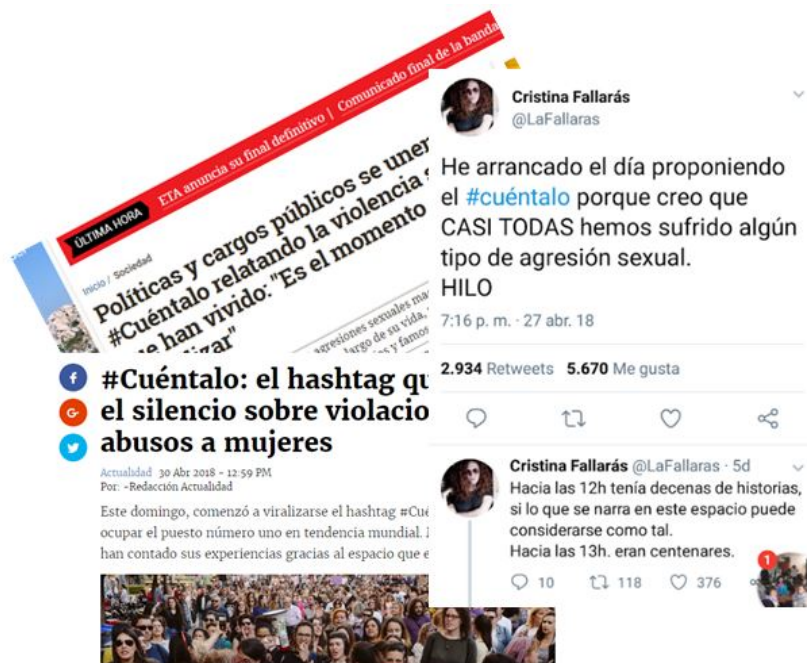 ÚLTIMA HORA
ETA anuncia su final definitivo | Comunicado final de la banda
Inicio / Sociedad
Políticas y cargos públicos se unen
#Cuéntalo relatando la violencia
han vivido: "Es el momento
agresiones sexuales
largo de su vida,
y famos
#Cuéntalo: el hashtag
el silencio sobre
abusos a mujeres
Actualidad 30 Abr 2018 - 12:59 PM
Por: -Redacción Actualidad
Este domingo, comenzó a viralizarse el hashtag
ocupar el puesto número uno en tendencia mundial.
han contado sus experiencias gracias al espacio que
Cristina Fallarás
@LaFallaras
He arrancado el día proponiendo
el #cuéntalo porque creo que
CASI TODAS hemos sufrido algún
tipo de agresión sexual.
HILO
7:16 p. m. · 27 abr. 18
2.934 Retweets 5.670 Me gusta
Cristina Fallarás @LaFallaras · 5d
Hacia las 12h tenía decenas de historias,
si lo que se narra en este espacio puede
considerarse como tal.
Hacia las 13h. eran centenares.
10 118 376
1